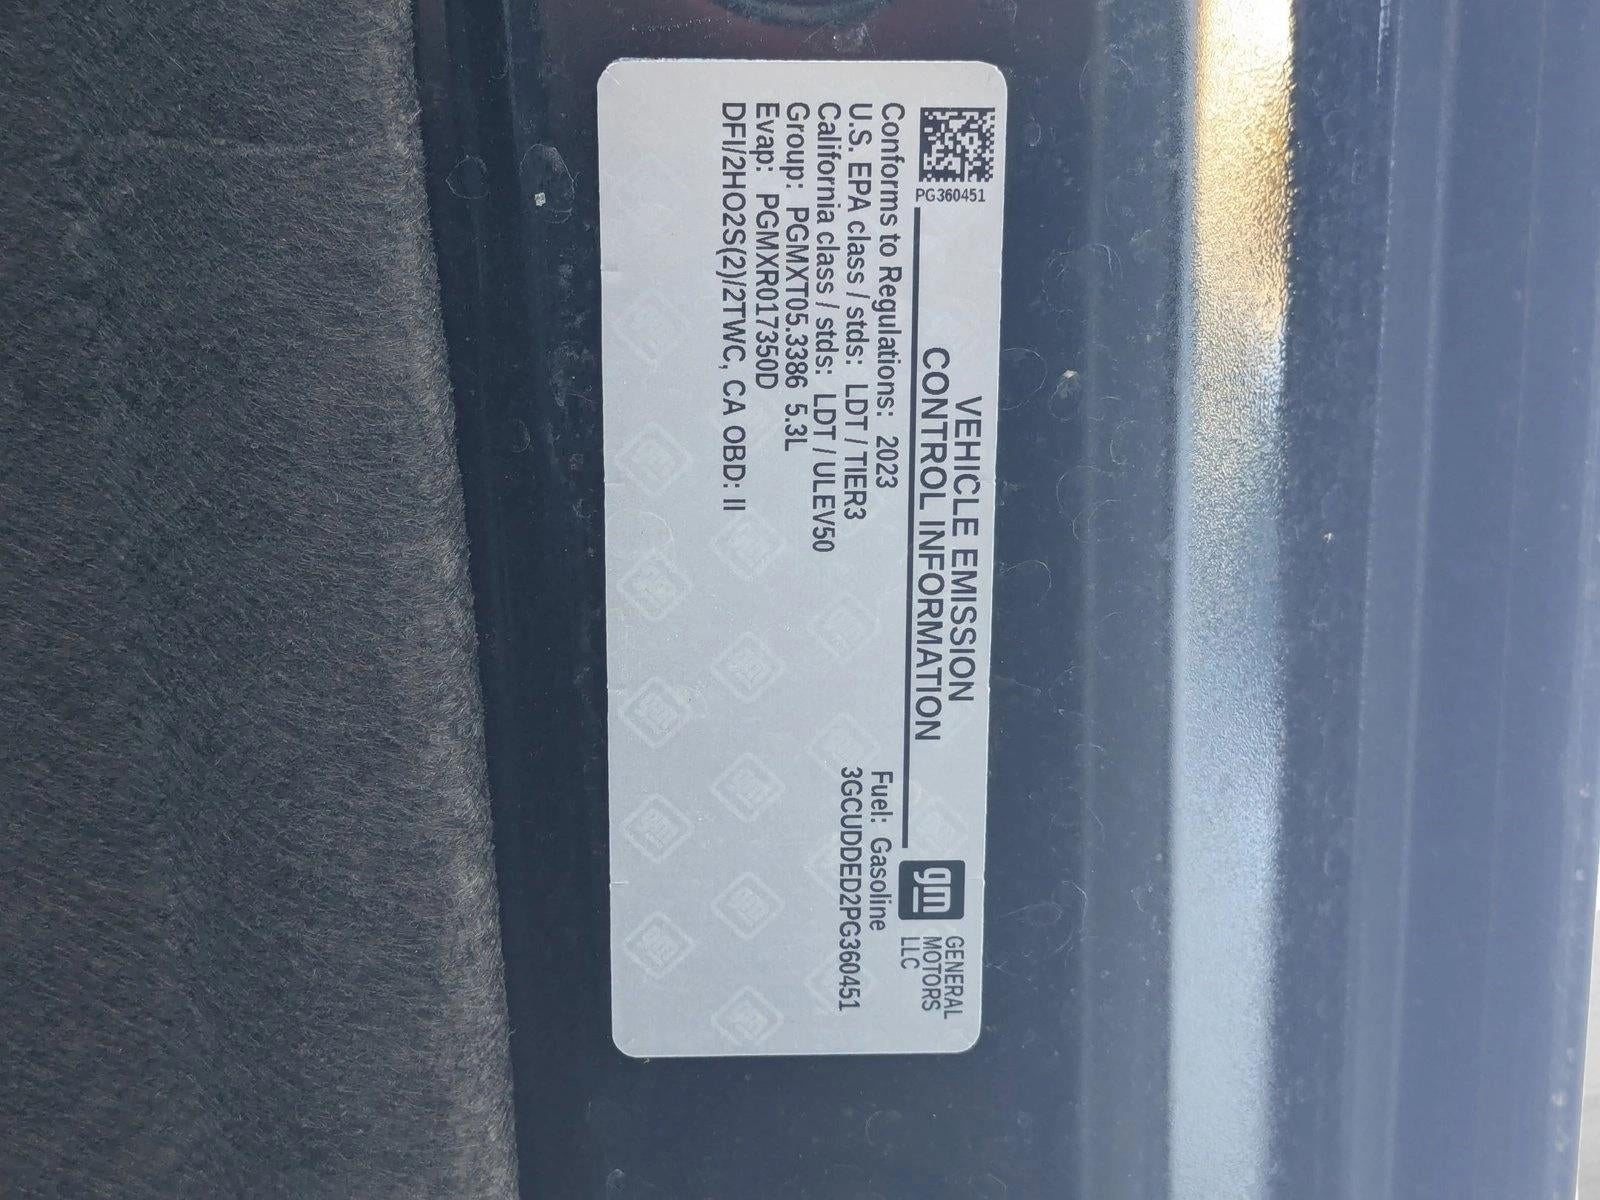 PG360451
VEHICLE EMISSION
CONTROL INFORMATION
gm
GENERAL
MOTORS
LLC
Conforms to Regulations: 2023
U.S. EPA class / stds: LDT / TIER3
California class / stds: LDT / ULEV50
Group: PGMXT05.3386 5.3L
Evap: PGMXR017350D
DFI/2HO2S(2)/2TWC, CA OBD: II
Fuel: Gasoline
3GCUDDED2PG360451